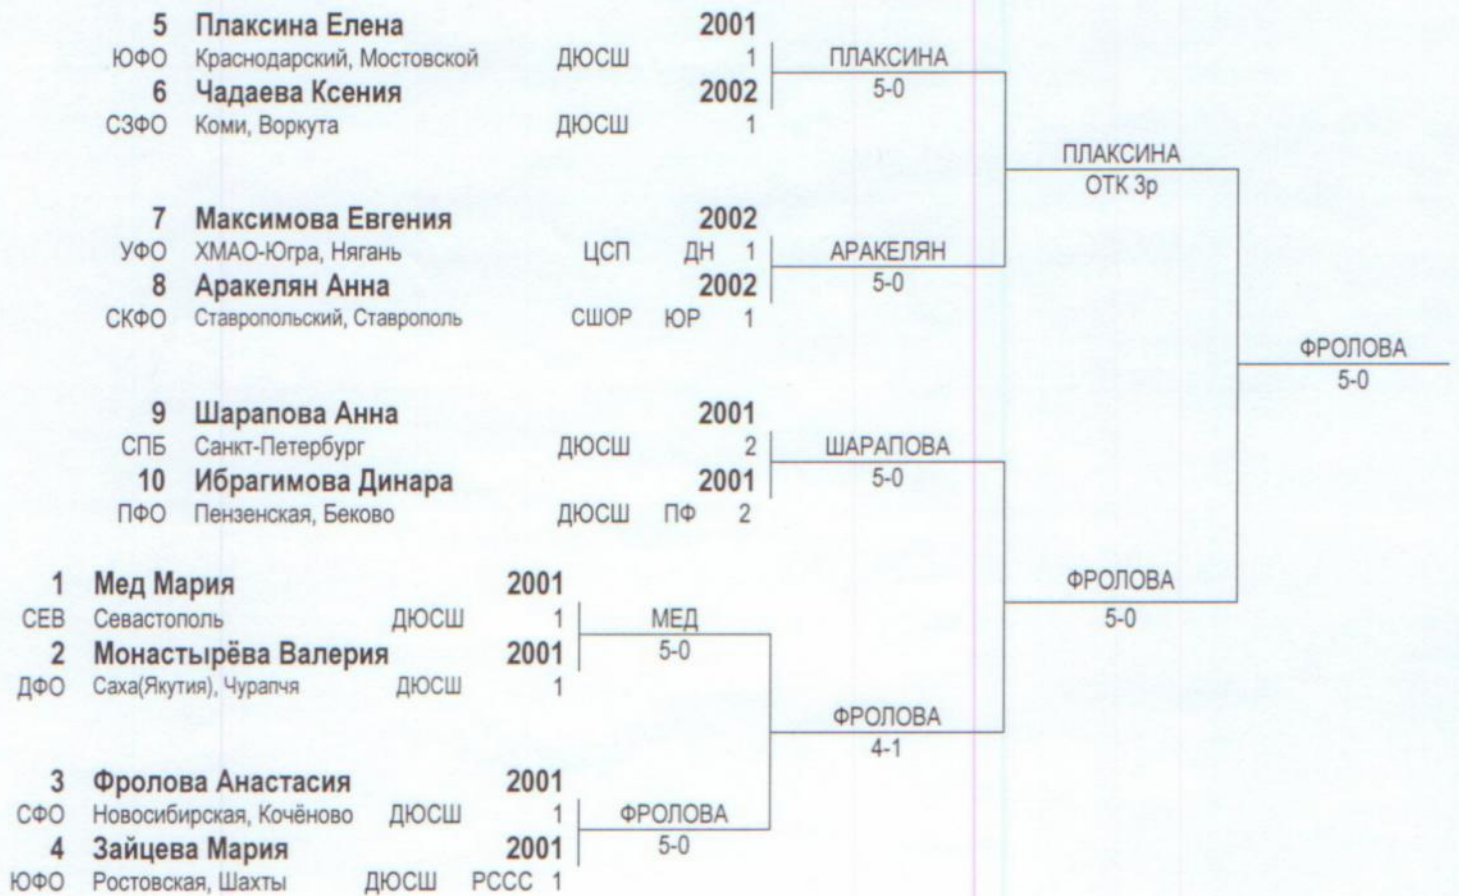 5 Плаксина Елена 2001
ЮФО Краснодарский, Мостовской ДЮСШ 1
ПЛАКСИНА
5-0
6 Чадаева Ксения 2002
СЗФО Коми, Воркута ДЮСШ 1
ПЛАКСИНА
ОТК 3р
7 Максимова Евгения 2002
УФО ХМАО-Югра, Нягань ЦСП ДН 1
АРАКЕЛЯН
5-0
8 Аракелян Анна 2002
СКФО Ставропольский, Ставрополь СШОР ЮР 1
ФРОЛОВА
5-0
9 Шарапова Анна 2001
СПБ Санкт-Петербург ДЮСШ 2
ШАРАПОВА
5-0
10 Ибрагимова Динара 2001
ПФО Пензенская, Беково ДЮСШ ПФ 2
ФРОЛОВА
5-0
1 Мед Мария 2001
СЕВ Севастополь ДЮСШ 1
МЕД
5-0
2 Монастырёва Валерия 2001
ДФО Саха(Якутия), Чурапчя ДЮСШ 1
ФРОЛОВА
4-1
3 Фролова Анастасия 2001
СФО Новосибирская, Кочёново ДЮСШ 1
ФРОЛОВА
5-0
4 Зайцева Мария 2001
ЮФО Ростовская, Шахты ДЮСШ РССС 1